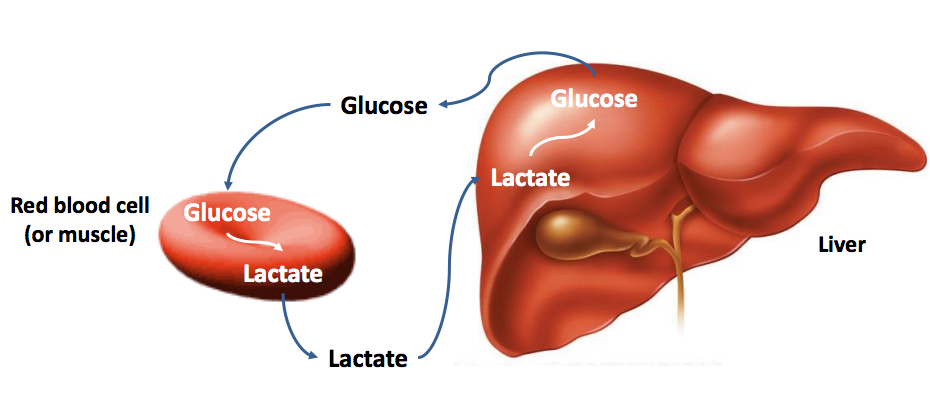 Glucose
Glucose
Lactate
Red blood cell
(or muscle)
Glucose
Lactate
Liver
Lactate